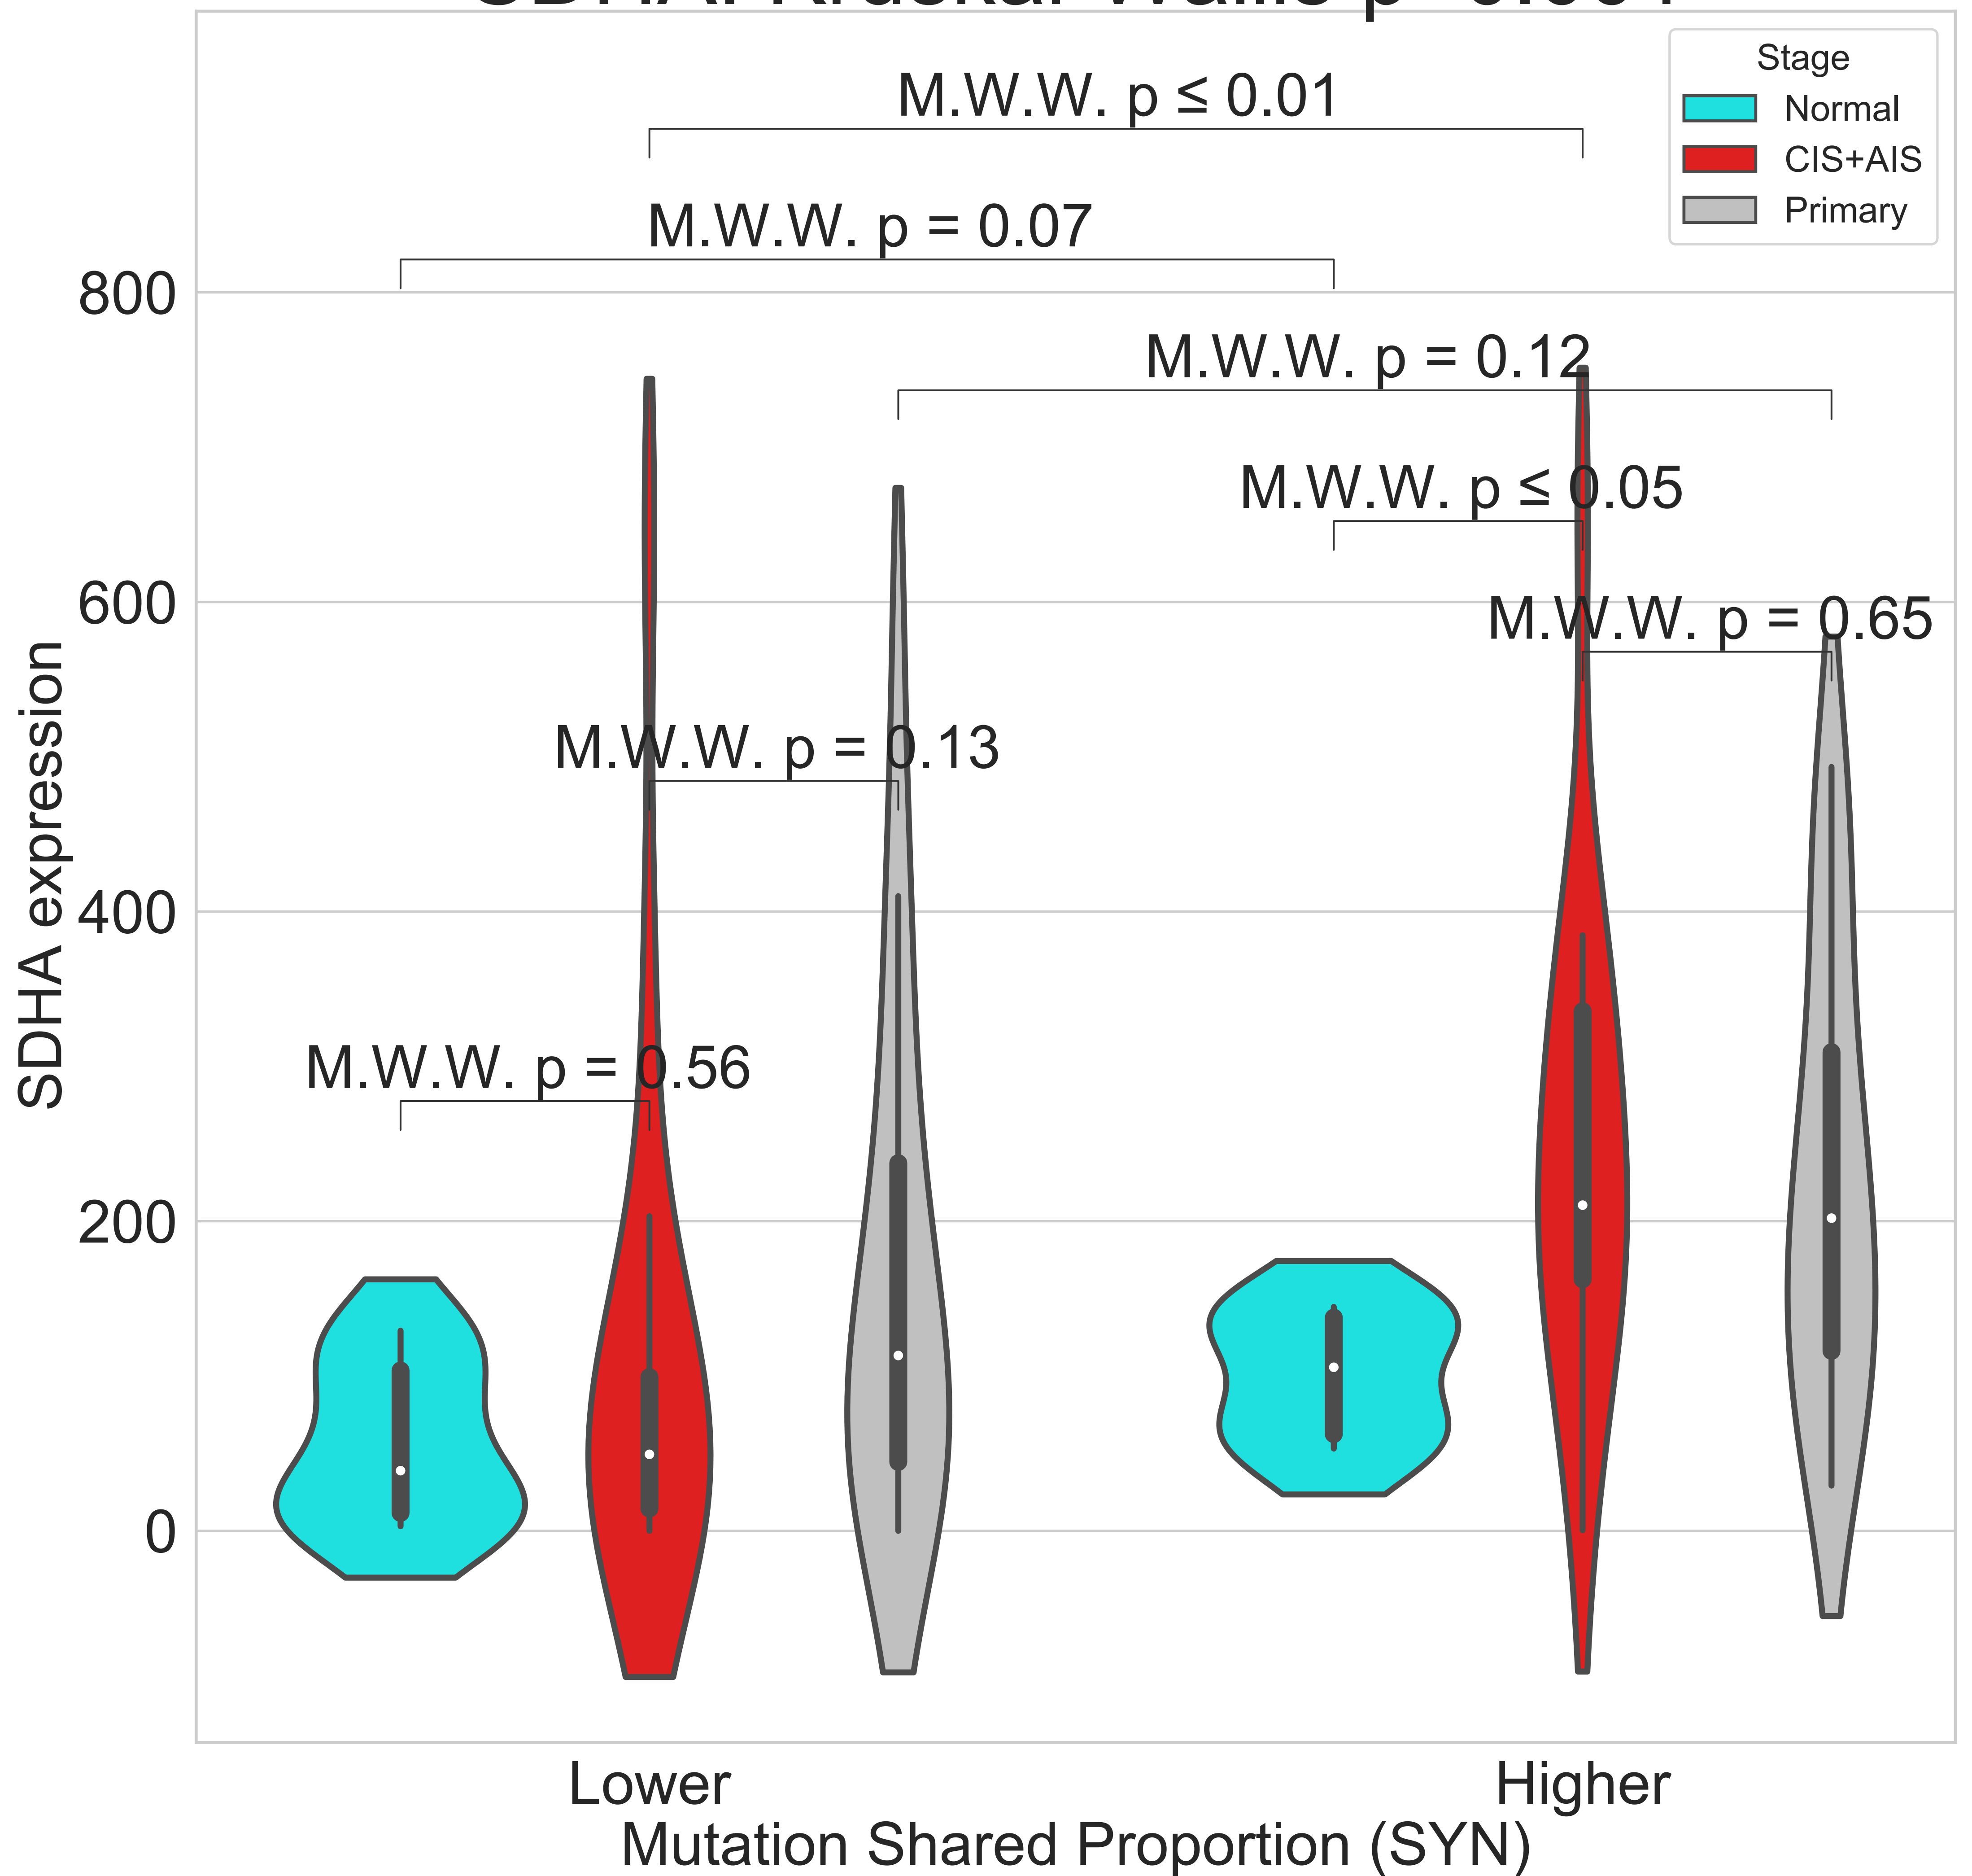 Stage
Normal
CIS+AIS
Primary
M.W.W. p ≤ 0.01
M.W.W. p = 0.07
M.W.W. p = 0.12
M.W.W. p ≤ 0.05
M.W.W. p = 0.65
M.W.W. p = 0.13
M.W.W. p = 0.56
800
600
400
200
0
SDHA expression
Lower
Higher
Mutation Shared Proportion (SYN)